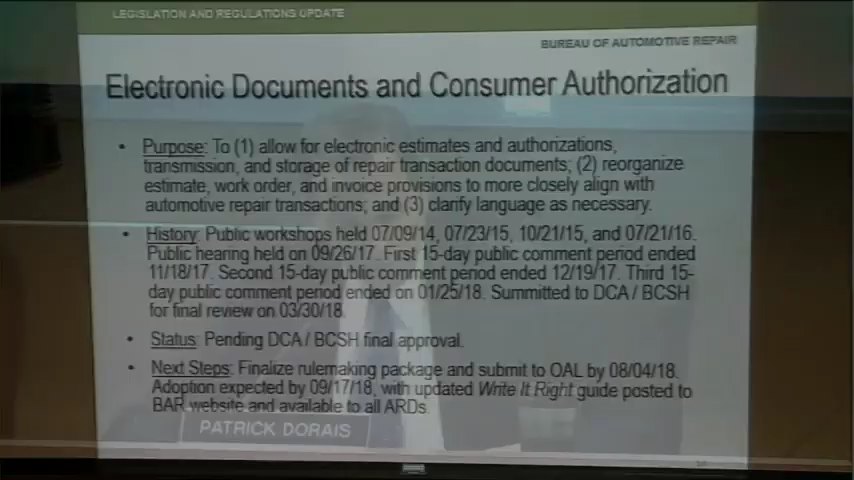 LEGISLATION AND REGULATIONS UPDATE
BUREAU OF AUTOMOTIVE REPAIR
Electronic Documents and Consumer Authorization
• Purpose: To (1) allow for electronic estimates and authorizations,
transmission, and storage of repair transaction documents; (2) reorganize
estimate, work order, and invoice provisions to more closely align with
automotive repair transactions; and (3) clarify language as necessary.
• History: Public workshops held 07/09/14, 07/23/15, 10/21/15, and 07/21/16.
Public hearing held on 09/26/17. First 15-day public comment period ended
11/18/17. Second 15-day public comment period ended 12/19/17. Third 15-
day public comment period ended on 01/25/18. Summitted to DCA / BCSH
for final review on 03/30/18.
• Status: Pending DCA / BCSH final approval.
• Next Steps: Finalize rulemaking package and submit to OAL by 08/04/18.
Adoption expected by 09/17/18, with updated Write It Right guide posted to
BAR website and available to all ARDs.
PATRICK DORAIS